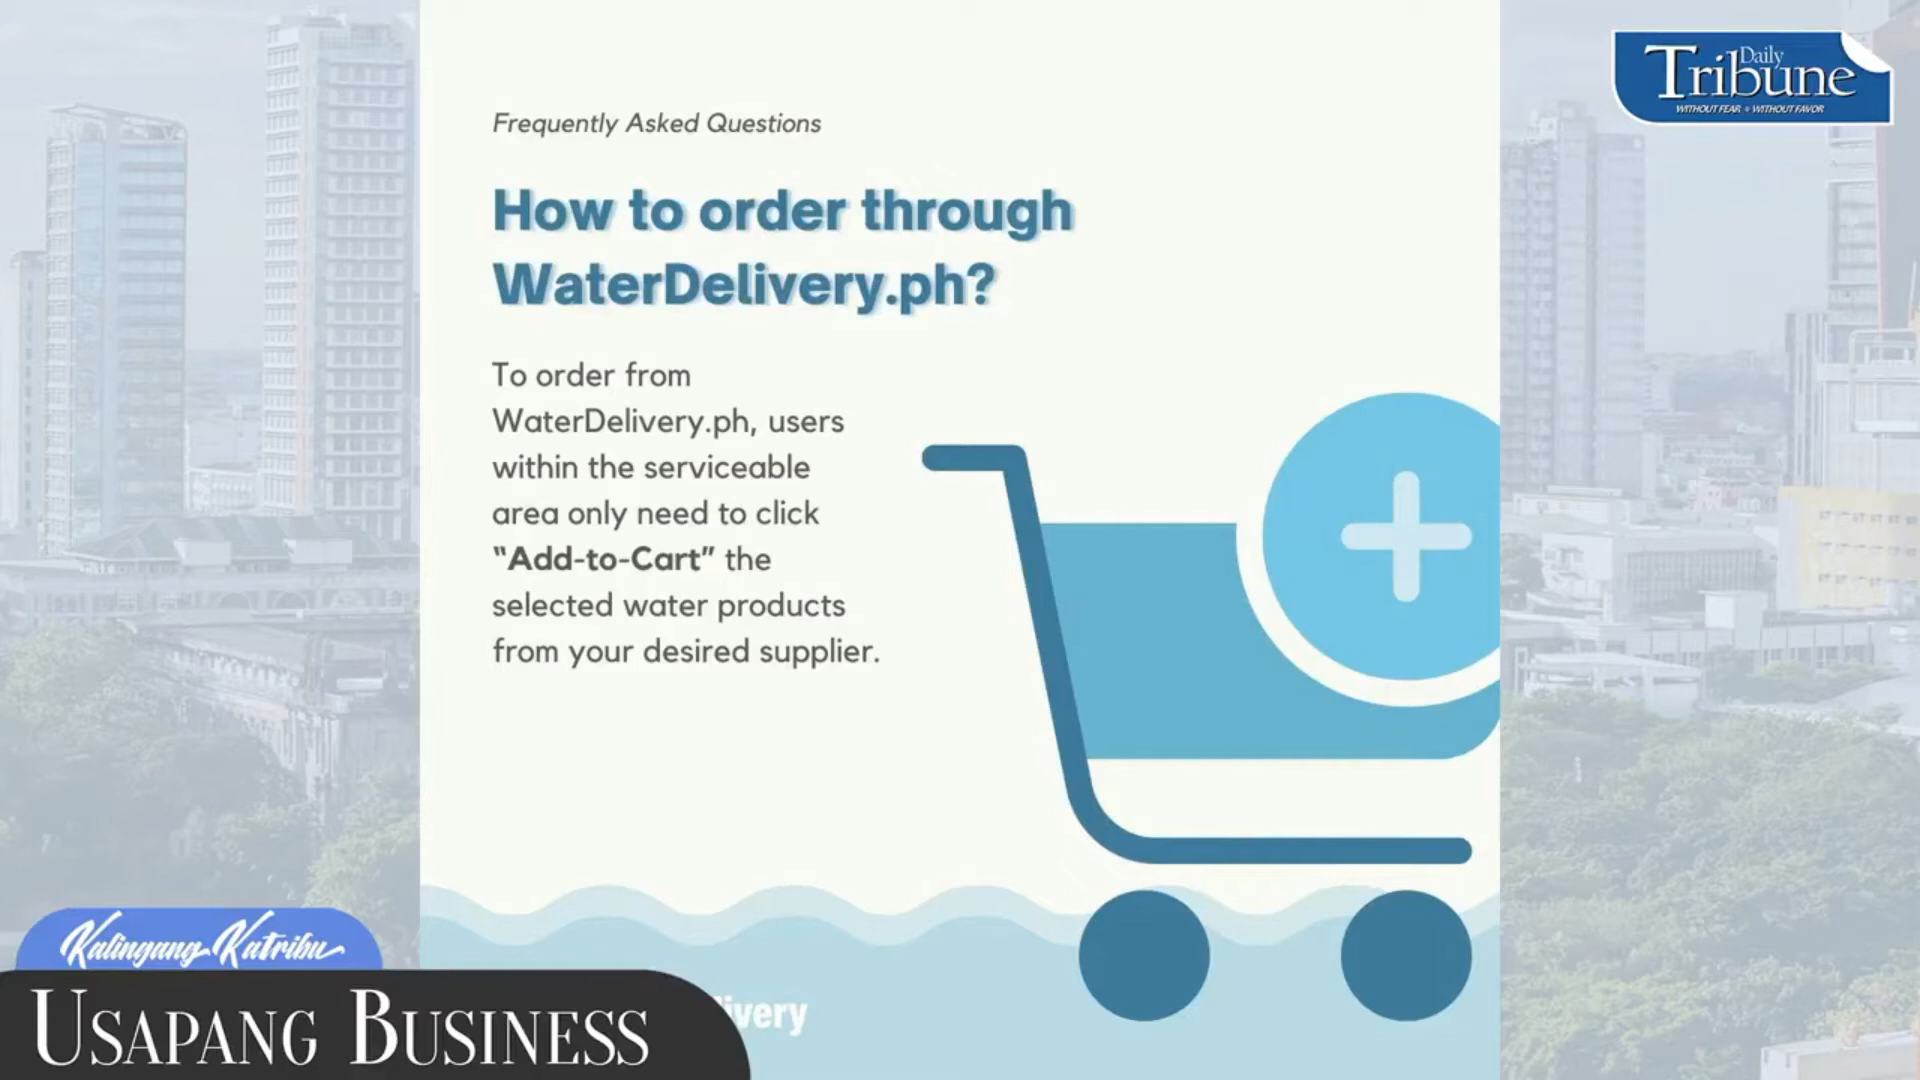 Daily
Tribune
WITHOUT FEAR • WITHOUT FAVOR
Frequently Asked Questions
How to order through
WaterDelivery.ph?
To order from
WaterDelivery.ph, users
within the serviceable
area only need to click
“Add-to-Cart” the
selected water products
from your desired supplier.
Kalingang Katribu
USAPANG BUSINESS